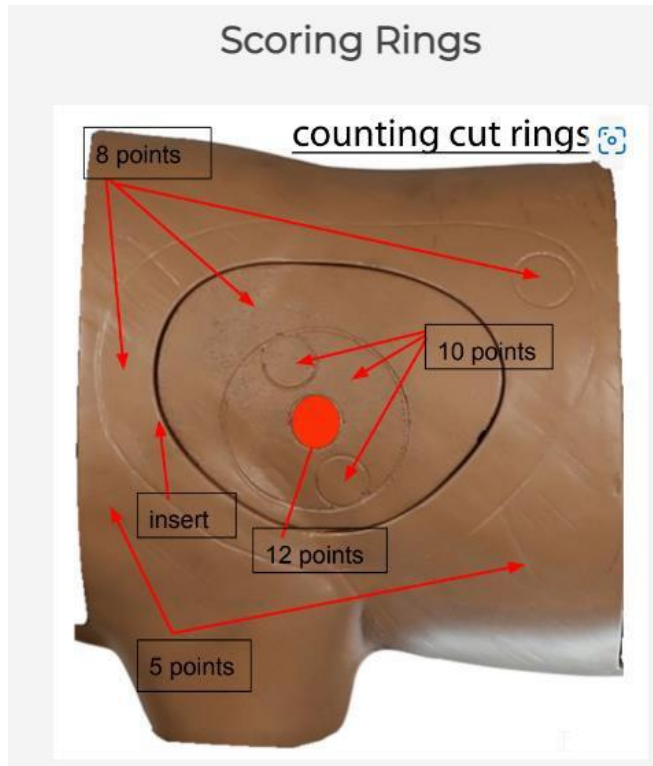 Scoring Rings
counting cut rings
8 points
10 points
insert
12 points
5 points